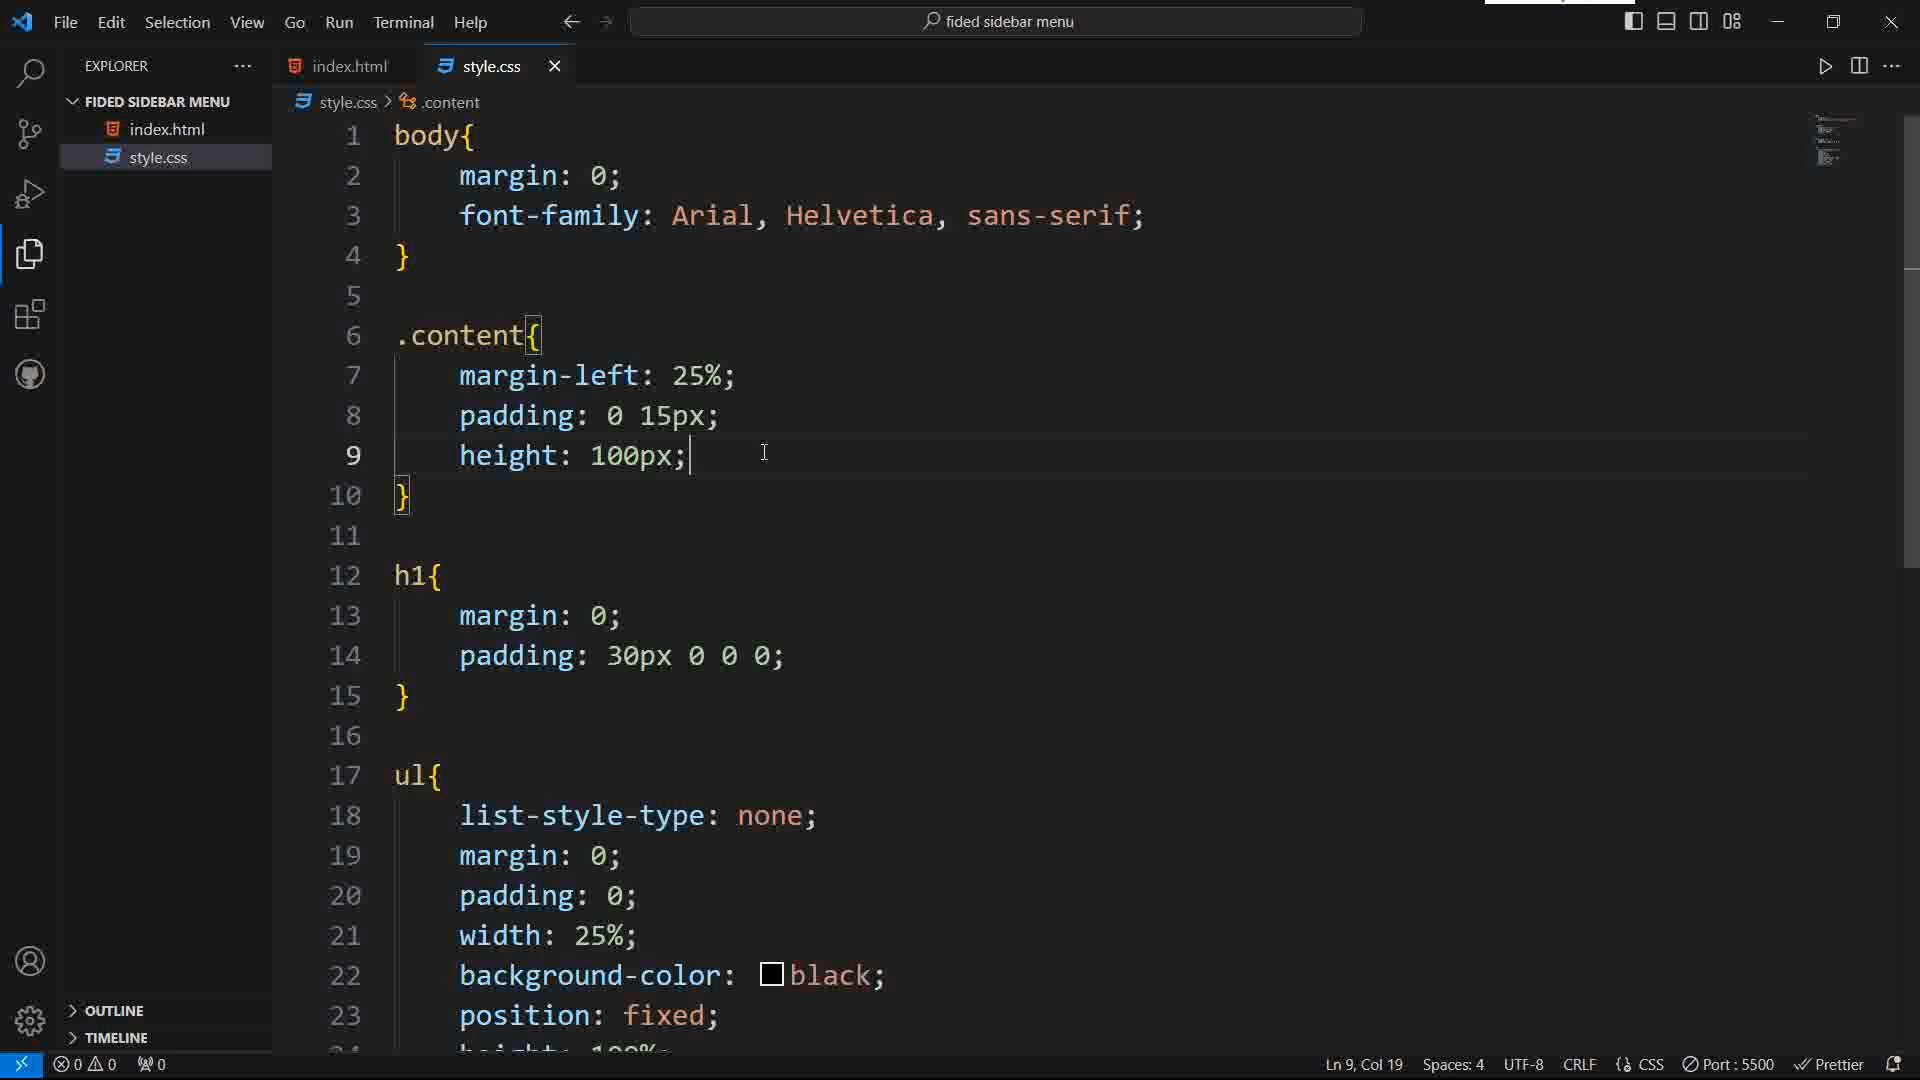 File Edit Selection View Go Run Terminal Help
fided sidebar menu
EXPLORER
FIDED SIDEBAR MENU
index.html
style.css
OUTLINE
TIMELINE
index.html
style.css
style.css > .content
1 body{
2 margin: 0;
3 font-family: Arial, Helvetica, sans-serif;
4 }
5
6 .content{
7 margin-left: 25%;
8 padding: 0 15px;
9 height: 100px;
10 }
11
12 h1{
13 margin: 0;
14 padding: 30px 0 0 0;
15 }
16
17 ul{
18 list-style-type: none;
19 margin: 0;
20 padding: 0;
21 width: 25%;
22 background-color: black;
23 position: fixed;
24 height: 100%;
0 0 0 Ln 9, Col 19 Spaces: 4 UTF-8 CRLF {} CSS Port : 5500 Prettier